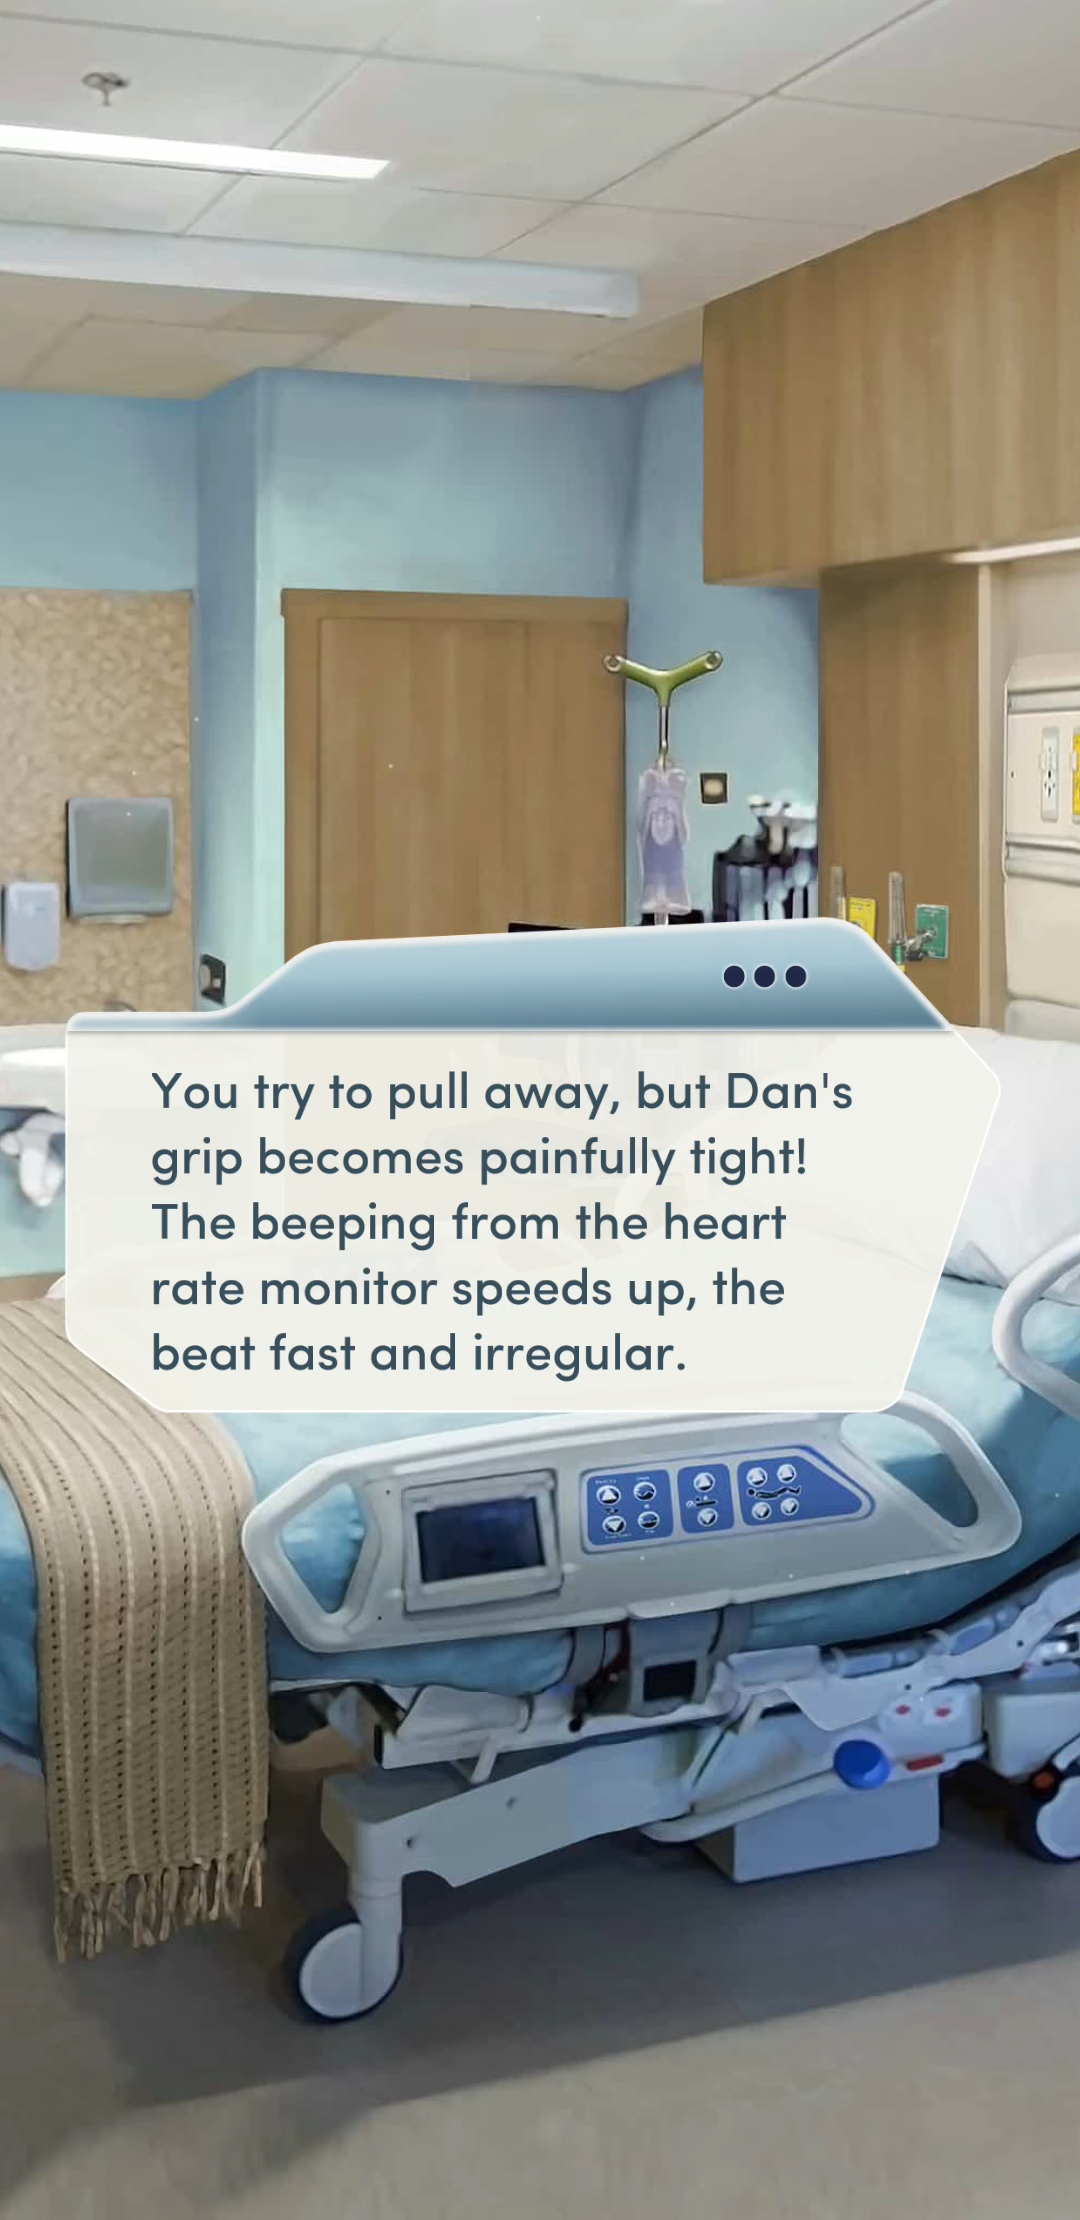 You try to pull away, but Dan's
grip becomes painfully tight!
The beeping from the heart
rate monitor speeds up, the
beat fast and irregular.